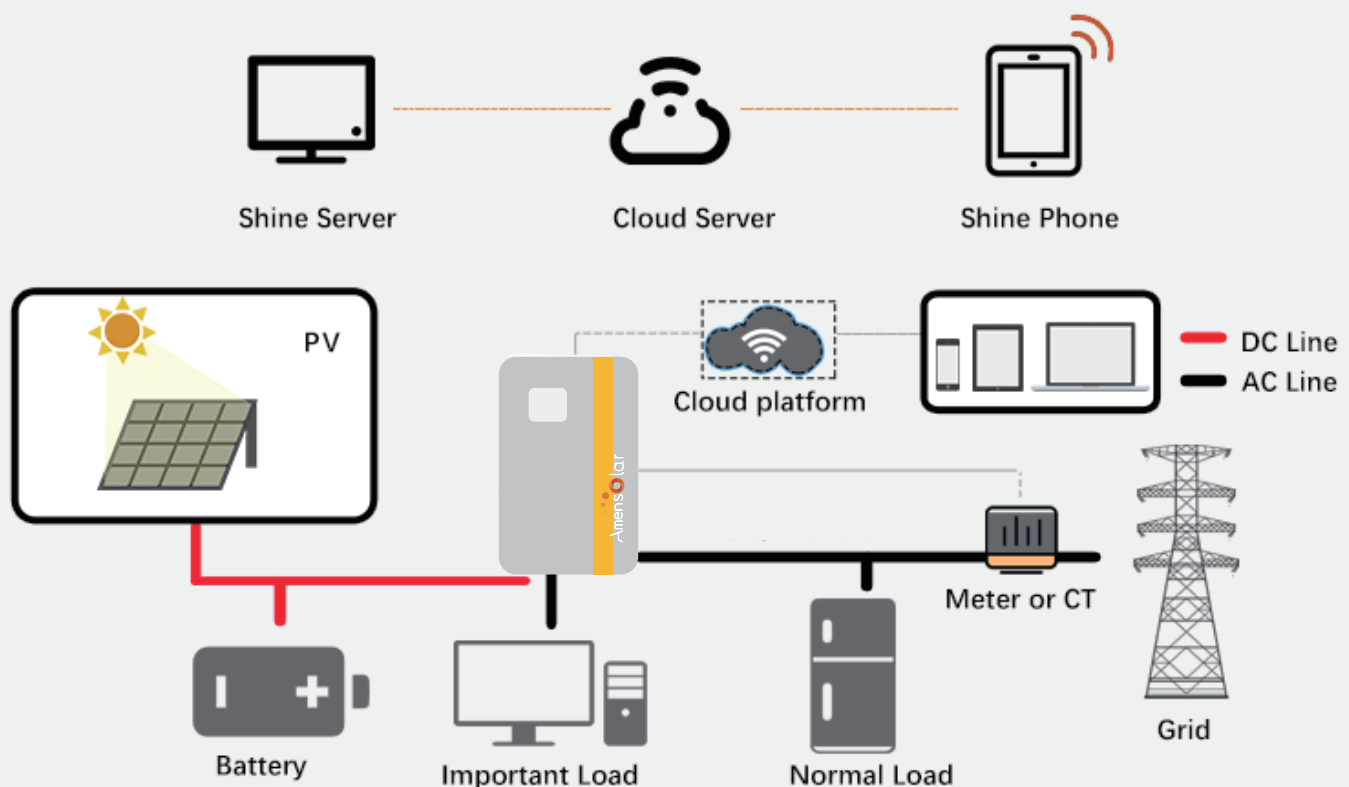 Shine Server
Cloud Server
Shine Phone
PV
DC Line
AC Line
Cloud platform
Amensolar
Meter or CT
Grid
Battery
Important Load
Normal Load